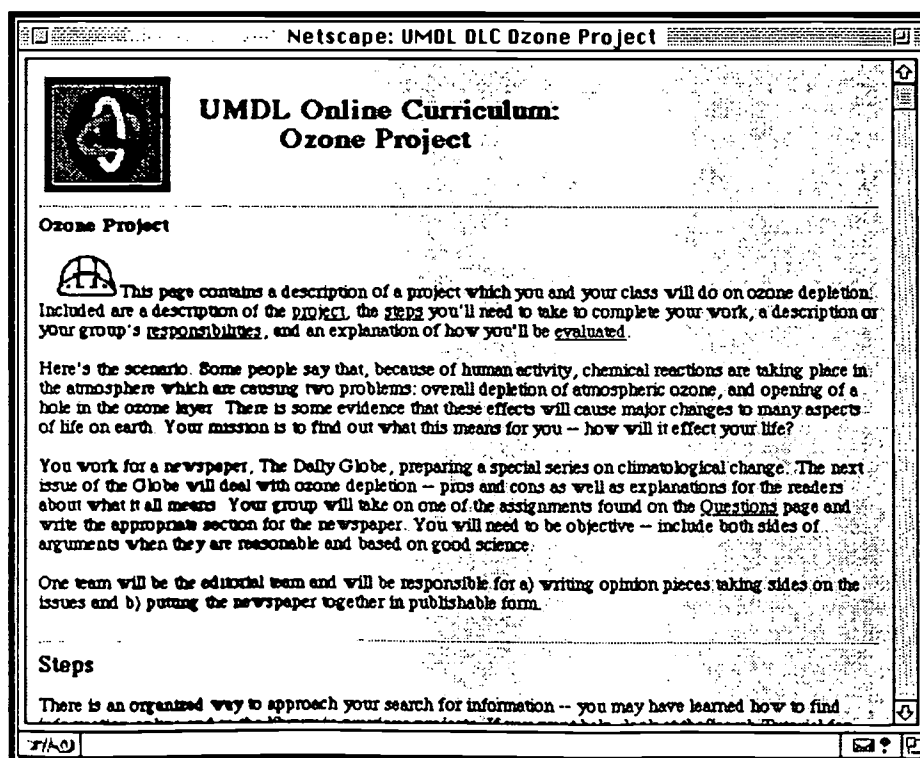 Netscape: UMDL DLC Ozone Project
UMDL Online Curriculum:
Ozone Project
Ozone Project
This page contains a description of a project which you and your class will do on ozone depletion.
Included are a description of the project, the steps you'll need to take to complete your work, a description or
your group's responsibilities, and an explanation of how you'll be evaluated.
Here's the scenario. Some people say that, because of human activity, chemical reactions are taking place in
the atmosphere which are causing two problems: overall depletion of atmospheric ozone, and opening of a
hole in the ozone layer. There is some evidence that these effects will cause major changes to many aspects
of life on earth. Your mission is to find out what this means for you -- how will it effect your life?
You work for a newspaper, The Daily Globe, preparing a special series on climatological change. The next
issue of the Globe will deal with ozone depletion -- pros and cons as well as explanations for the readers
about what it all means. Your group will take on one of the assignments found on the Questions page and
write the appropriate section for the newspaper. You will need to be objective -- include both sides of
arguments when they are reasonable and based on good science.
One team will be the editorial team and will be responsible for a) writing opinion pieces taking sides on the
issues and b) putting the newspaper together in publishable form.
Steps
There is an organized way to approach your search for information -- you may have learned how to find